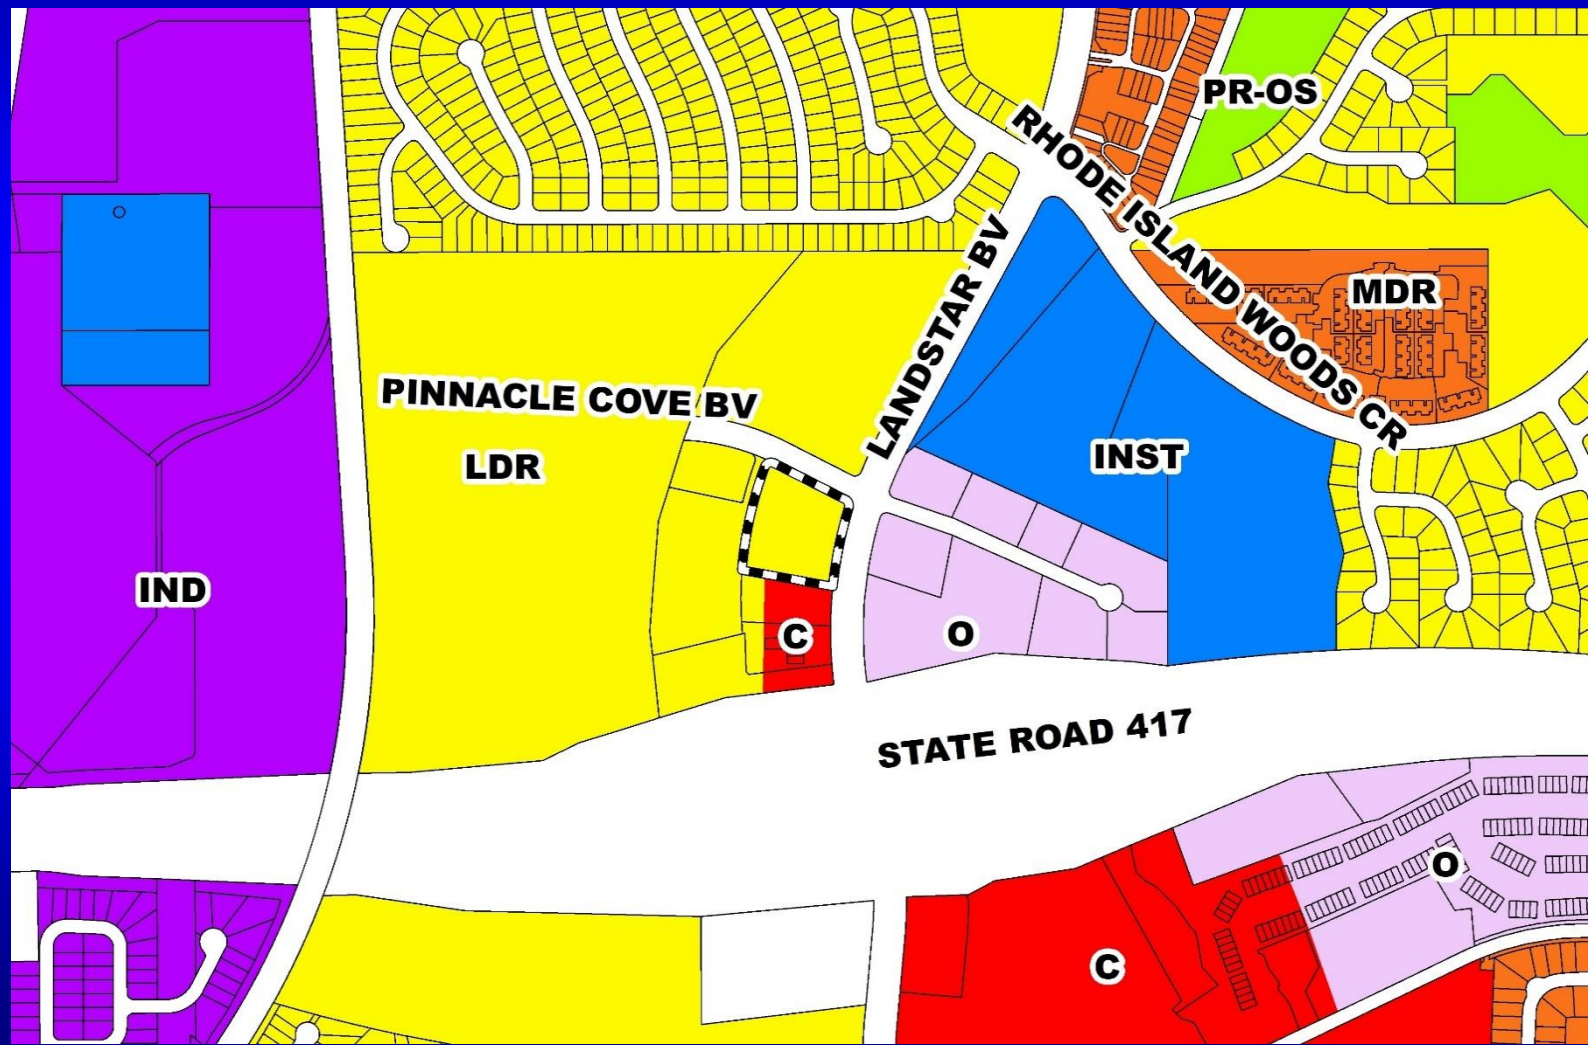 PR-OS
RHODE ISLAND WOODS CR
LANDSTAR BV
MDR
PINNACLE COVE BV
LDR
INST
IND
C
O
STATE ROAD 417
O
C